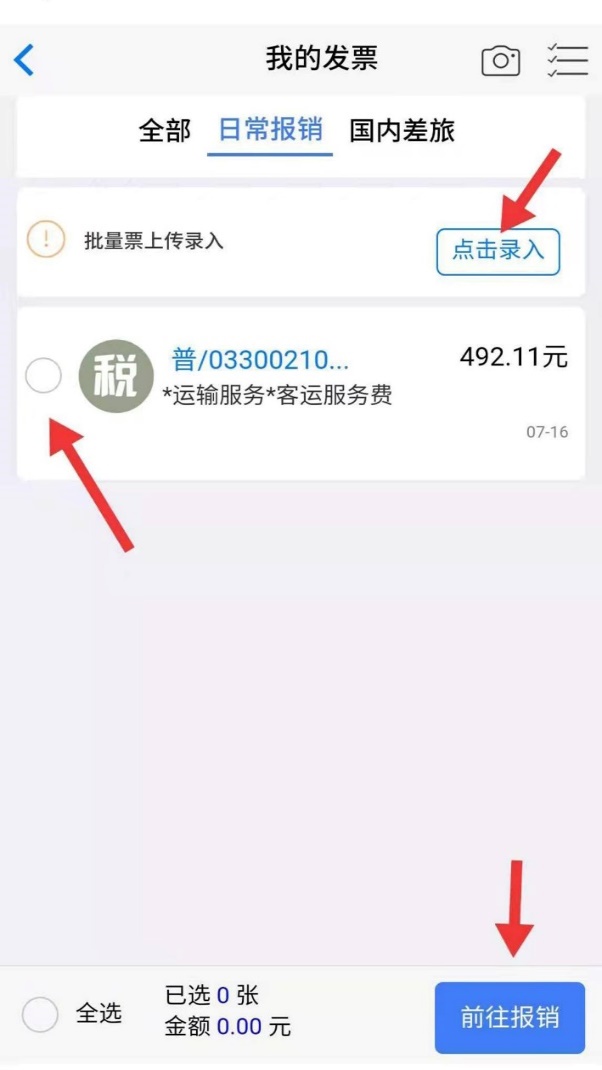 我的发票
全部 日常报销 国内差旅
! 批量票上传录入 点击录入
税 普/03300210... 492.11元
*运输服务*客运服务费
07-16
已选 0 张
全选 前往报销
金额 0.00 元